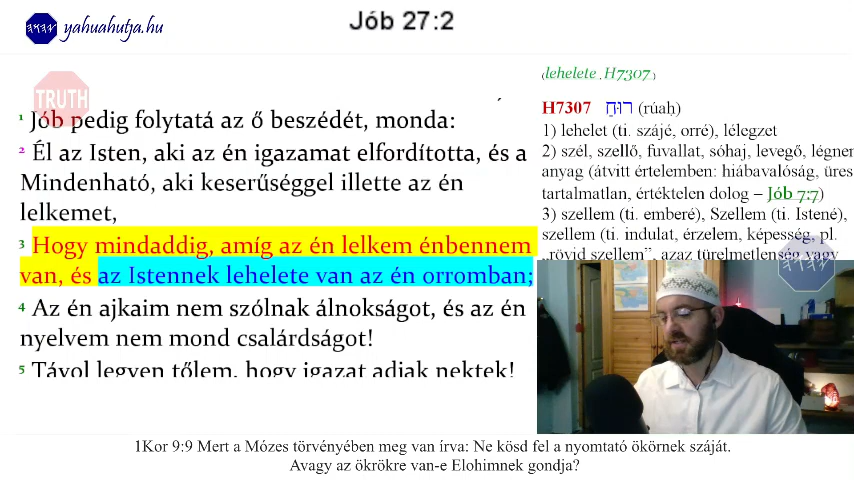 yahuahutja.hu
Jób 27:2
TRUTH
1 Jób pedig folytatá az ő beszédét, monda:
2 Él az Isten, aki az én igazamat elfordította, és a
Mindenható, aki keserűséggel illette az én
lelkemet,
3 Hogy mindaddig, amíg az én lelkem énbennem
van, és az Istennek lehelete van az én orromban;
4 Az én ajkaim nem szólnak álnokságot, és az én
nyelvem nem mond csalárdságot!
5 Távol legyen tőlem, hogy igazat adjak nektek!
(lehelete , H7307 )
H7307 רוּחַ (rúaḥ)
1) lehelet (ti. szájé, orré), lélegzet
2) szél, szellő, fuvallat, sóhaj, levegő, légnem
anyag (átvitt értelemben: hiábavalóság, üres
tartalmatlan, értéktelen dolog – Jób 7:7)
3) szellem (ti. emberé), Szellem (ti. Istené),
szellem (ti. indulat, érzelem, képesség, pl.
„rövid szellem”, azaz türelmetlenség vagy
1Kor 9:9 Mert a Mózes törvényében meg van írva: Ne kösd fel a nyomtató ökörnek száját.
Avagy az ökrökre van-e Elohimnek gondja?